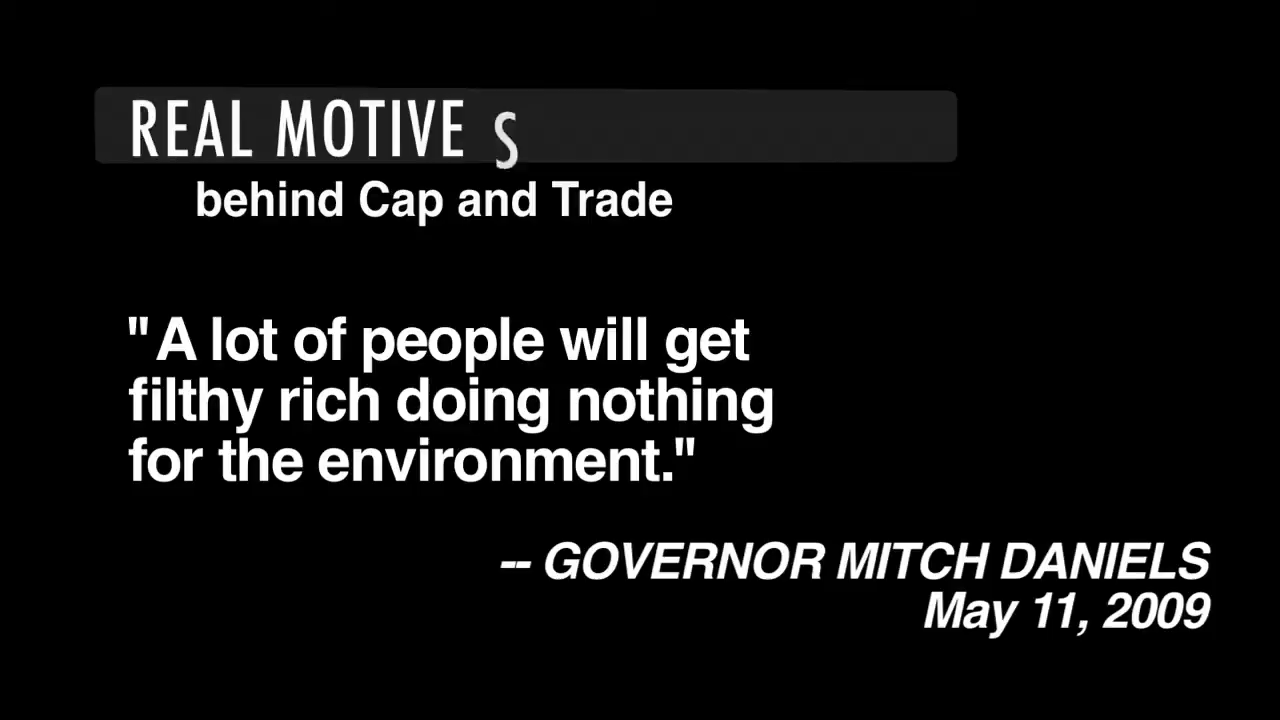 REAL MOTIVE S
behind Cap and Trade
"A lot of people will get
filthy rich doing nothing
for the environment."
-- GOVERNOR MITCH DANIELS
May 11, 2009